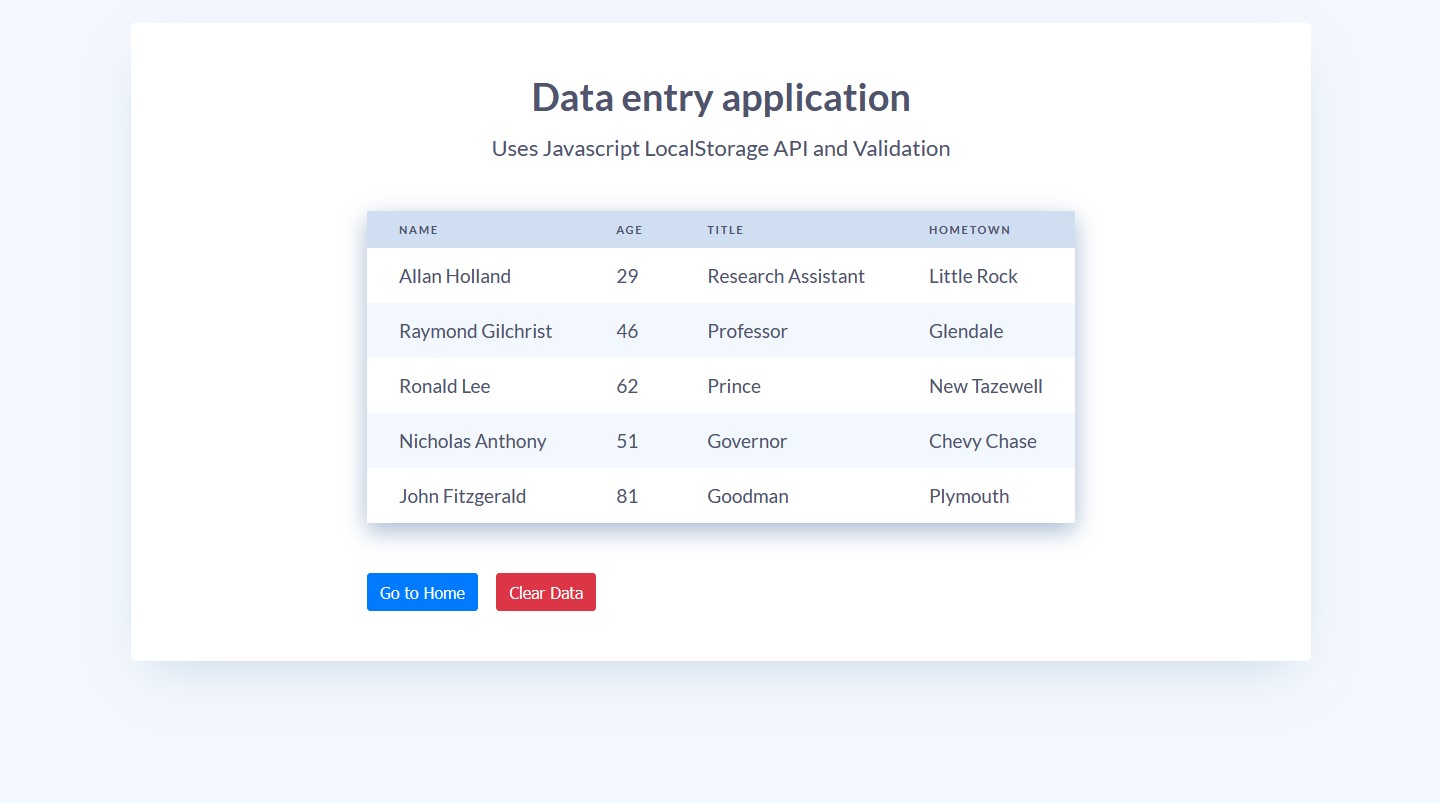 Data entry application
Uses Javascript LocalStorage API and Validation
NAME AGE TITLE HOMETOWN
Allan Holland 29 Research Assistant Little Rock
Raymond Gilchrist 46 Professor Glendale
Ronald Lee 62 Prince New Tazewell
Nicholas Anthony 51 Governor Chevy Chase
John Fitzgerald 81 Goodman Plymouth
Go to Home Clear Data